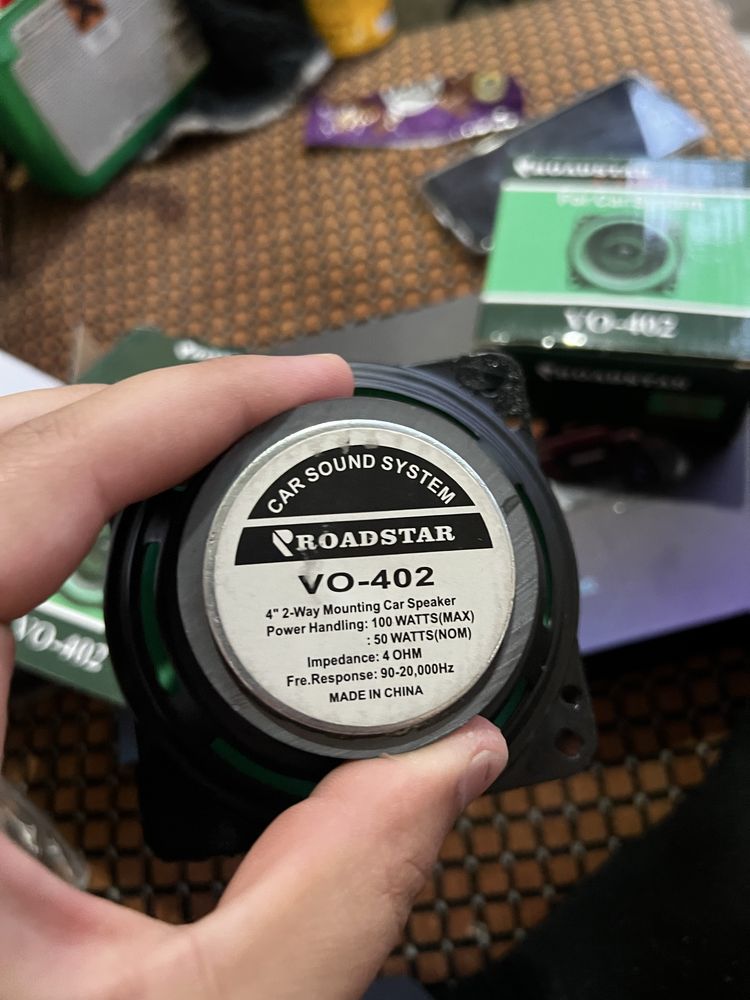 ROADSTAR
For Car
VO-402
ROADSTAR
CAR SOUND SYSTEM
ROADSTAR
VO-402
4" 2-Way Mounting Car Speaker
Power Handling: 100 WATTS(MAX)
: 50 WATTS(NOM)
Impedance: 4 OHM
Fre.Response: 90-20,000Hz
MADE IN CHINA
VO-402